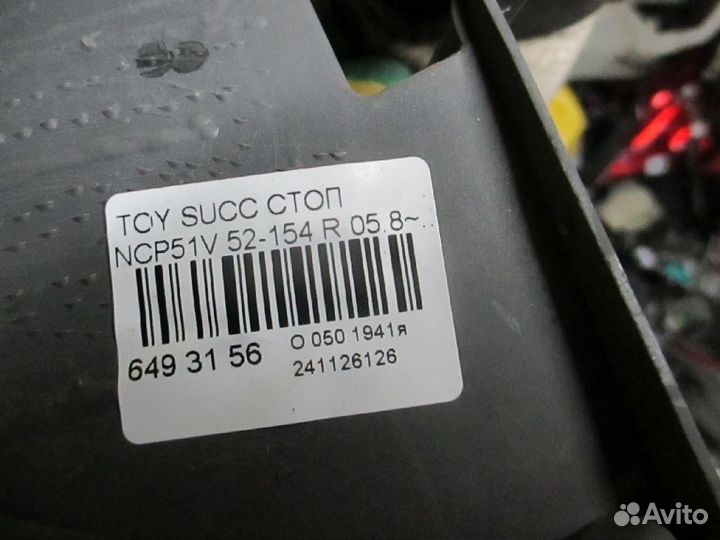 TOY SUCC СТОП
NCP51V 52-154 R 05.8~..
649 31 56
O 050 1941я
241126126
Avito